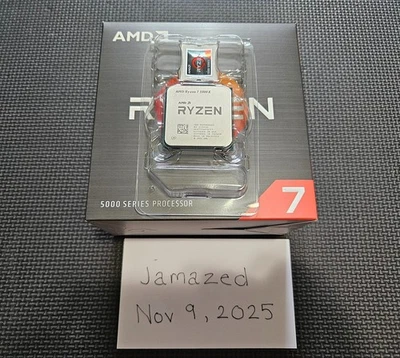 AMD
RYZEN
AMD
RYZEN
5000 SERIES PROCESSOR
7
Jamazed
Nov 9, 2025